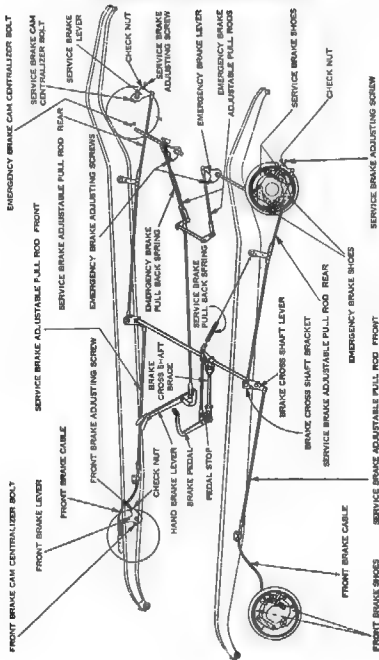 EMERGENCY BRAKE CAM CENTRALIZER BOLT
SERVICE BRAKE CAM
CENTRALIZER BOLT
SERVICE BRAKE
LEVER
CHECK NUT
SERVICE BRAKE
ADJUSTING SCREW
EMERGENCY BRAKE LEVER
EMERGENCY BRAKE
ADJUSTABLE PULL RODS
SERVICE BRAKE SHOES
CHECK NUT
SERVICE BRAKE ADJUSTING SCREW
SERVICE BRAKE ADJUSTABLE PULL ROD FRONT
SERVICE BRAKE ADJUSTABLE PULL ROD REAR
EMERGENCY BRAKE ADJUSTING SCREWS
EMERGENCY BRAKE
PULL BACK SPRING
SERVICE BRAKE
PULL BACK SPRING
EMERGENCY BRAKE SHOES
FRONT BRAKE CAM CENTRALIZER BOLT
FRONT BRAKE LEVER
FRONT BRAKE CABLE
FRONT BRAKE ADJUSTING SCREW
CHECK NUT
HAND BRAKE LEVER
BRAKE
CROSS SHAFT
BRACE
BRAKE PEDAL
PEDAL STOP
BRAKE CROSS SHAFT LEVER
BRAKE CROSS SHAFT BRACKET
SERVICE BRAKE ADJUSTABLE PULL ROD REAR
FRONT BRAKE CABLE
SERVICE BRAKE ADJUSTABLE PULL ROD FRONT
FRONT BRAKE SHOES